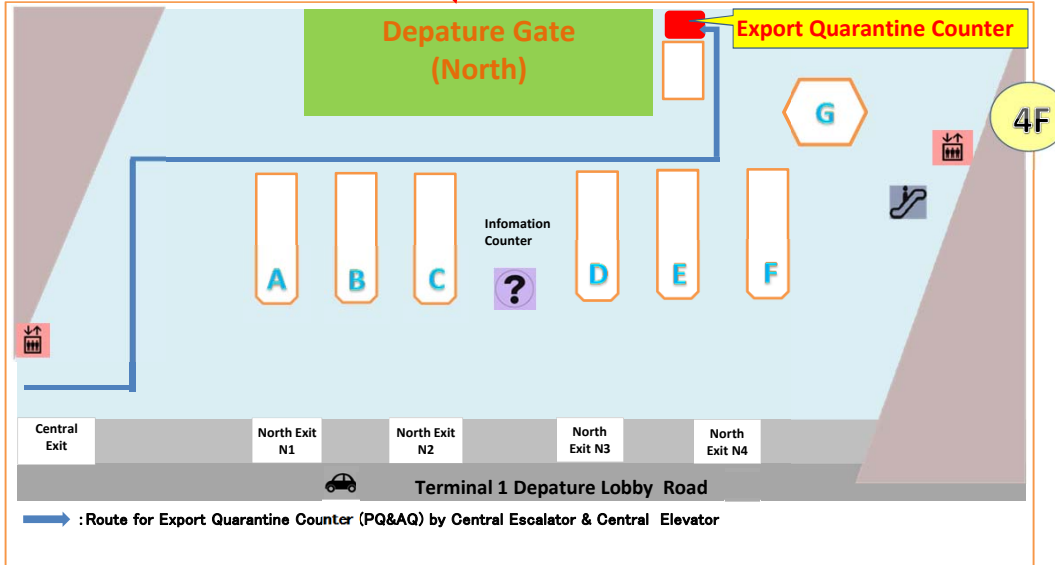 Depature Gate
(North)
Export Quarantine Counter
G
4F
Infomation
Counter
?
A
B
C
D
E
F
Central
Exit
North Exit
N1
North Exit
N2
North
Exit N3
North
Exit N4
Terminal 1 Depature Lobby Road
:Route for Export Quarantine Counter (PQ&AQ) by Central Escalator & Central Elevator